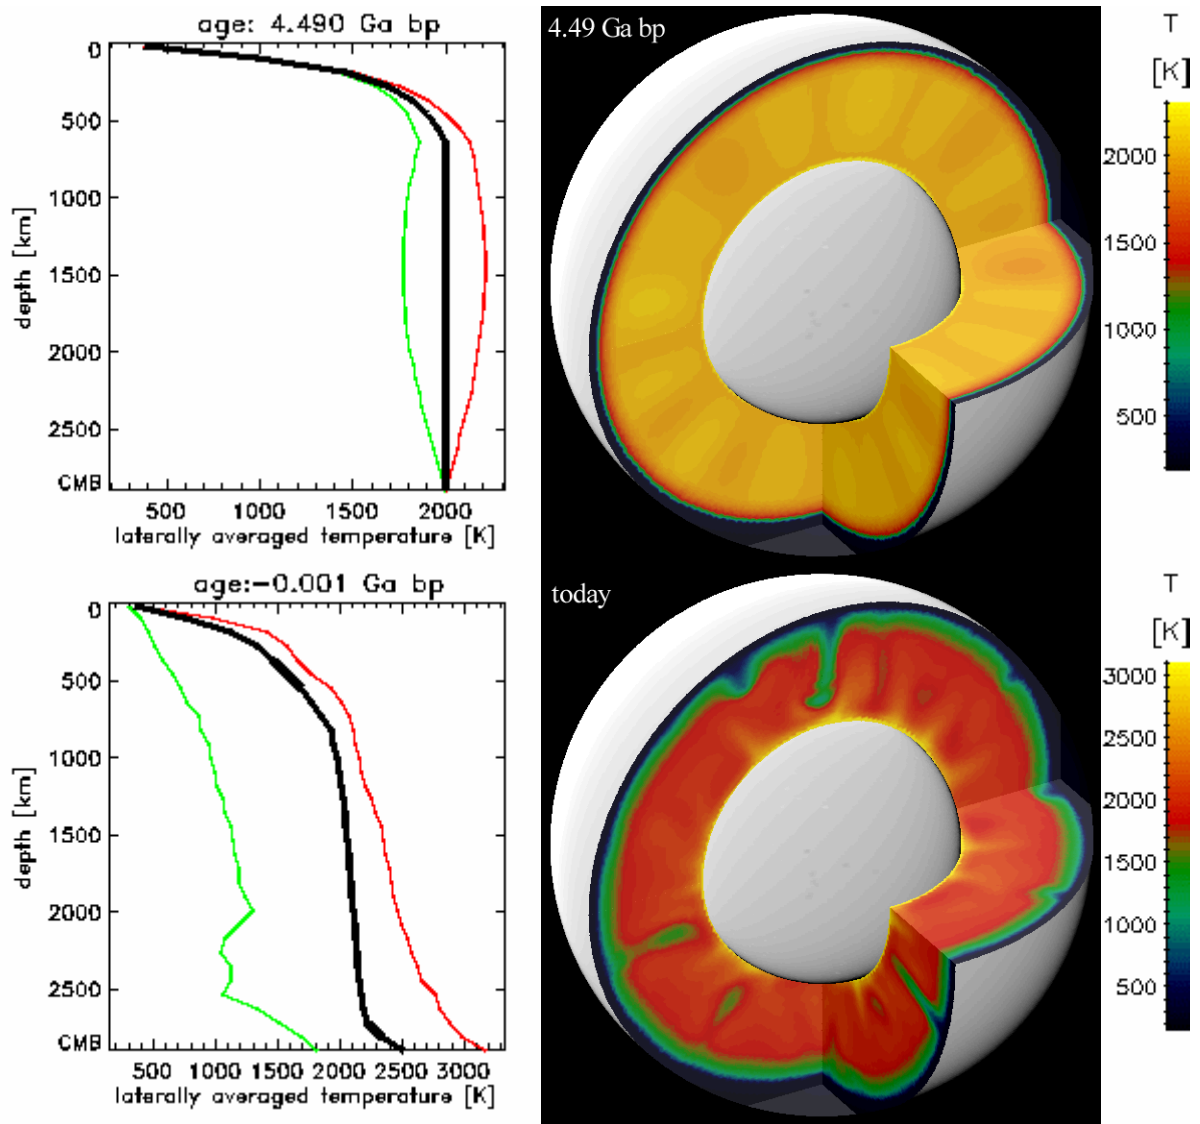 age: 4.490 Ga bp
0
500
1000
1500
2000
2500
CMB
depth [km]
500 1000 1500 2000
laterally averaged temperature [K]
4.49 Ga bp
T
[K]
2000
1500
1000
500
age:-0.001 Ga bp
0
500
1000
1500
2000
2500
CMB
depth [km]
500 1000 1500 2000 2500 3000
laterally averaged temperature [K]
today
T
[K]
3000
2500
2000
1500
1000
500